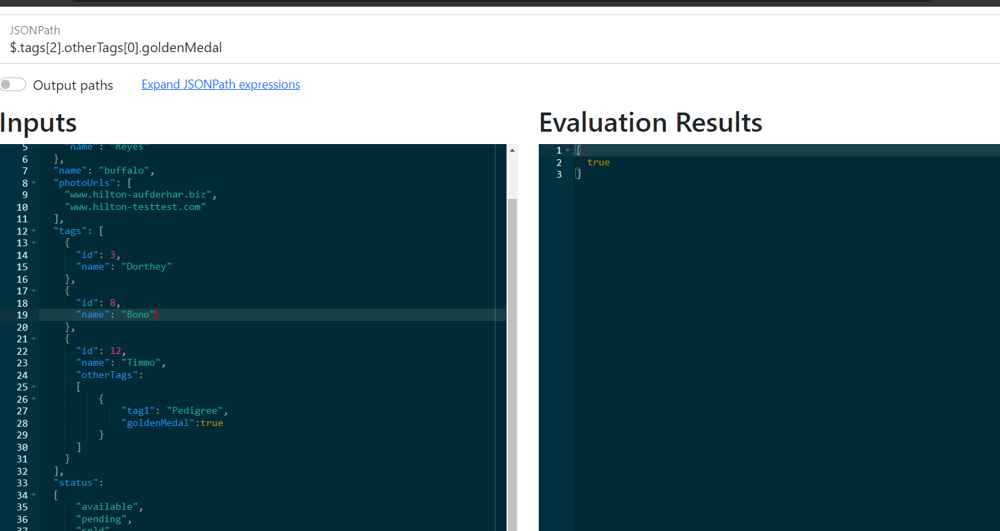 JSONPath
$.tags[2].otherTags[0].goldenMedal
Output paths Expand JSONPath expressions
Inputs
5 "name": "Reyes"
6 },
7 "name": "buffalo",
8 "photoUrls": [
9 "www.hilton-aufderhar.biz",
10 "www.hilton-testtest.com"
11 ],
12 "tags": [
13 {
14 "id": 3,
15 "name": "Dorthey"
16 },
17 {
18 "id": 8,
19 "name": "Bono"
20 },
21 {
22 "id": 12,
23 "name": "Timmo",
24 "otherTags":
25 [
26 {
27 "tag1": "Pedigree",
28 "goldenMedal":true
29 }
30 ]
31 }
32 ],
33 "status":
34 [
35 "available",
36 "pending",
37 "sold"
Evaluation Results
1 [
2 true
3 ]